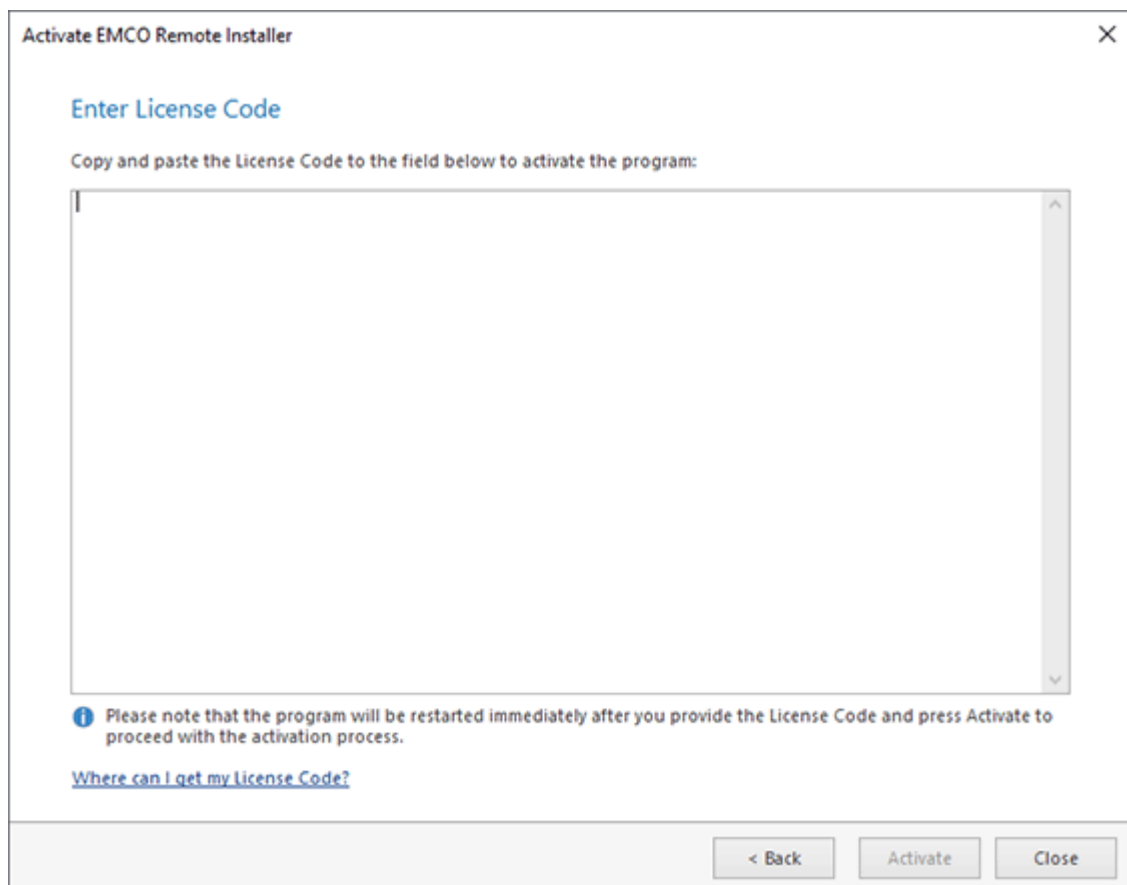 Activate EMCO Remote Installer
Enter License Code
Copy and paste the License Code to the field below to activate the program:
Please note that the program will be restarted immediately after you provide the License Code and press Activate to
proceed with the activation process.
Where can I get my License Code?
< Back Activate Close